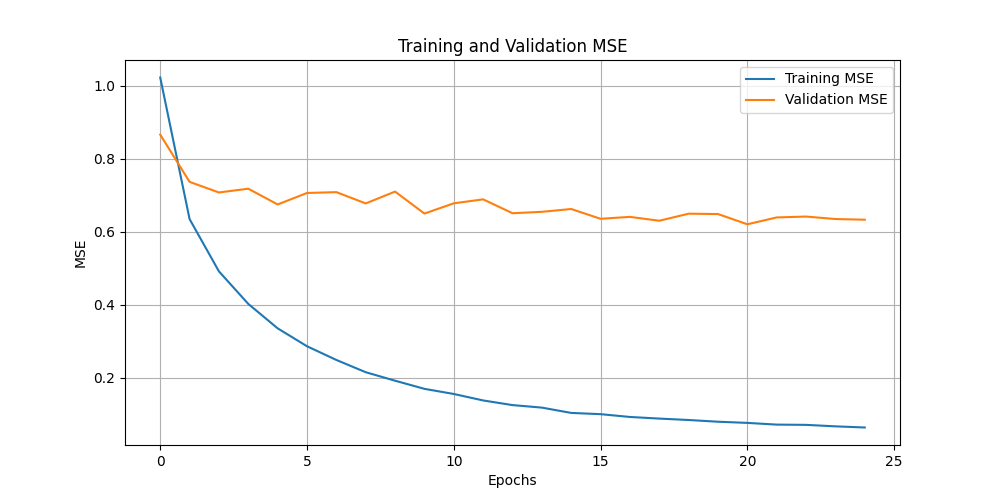 Training and Validation MSE
Training MSE
Validation MSE
MSE
1.0
0.8
0.6
0.4
0.2
0 5 10 15 20 25
Epochs